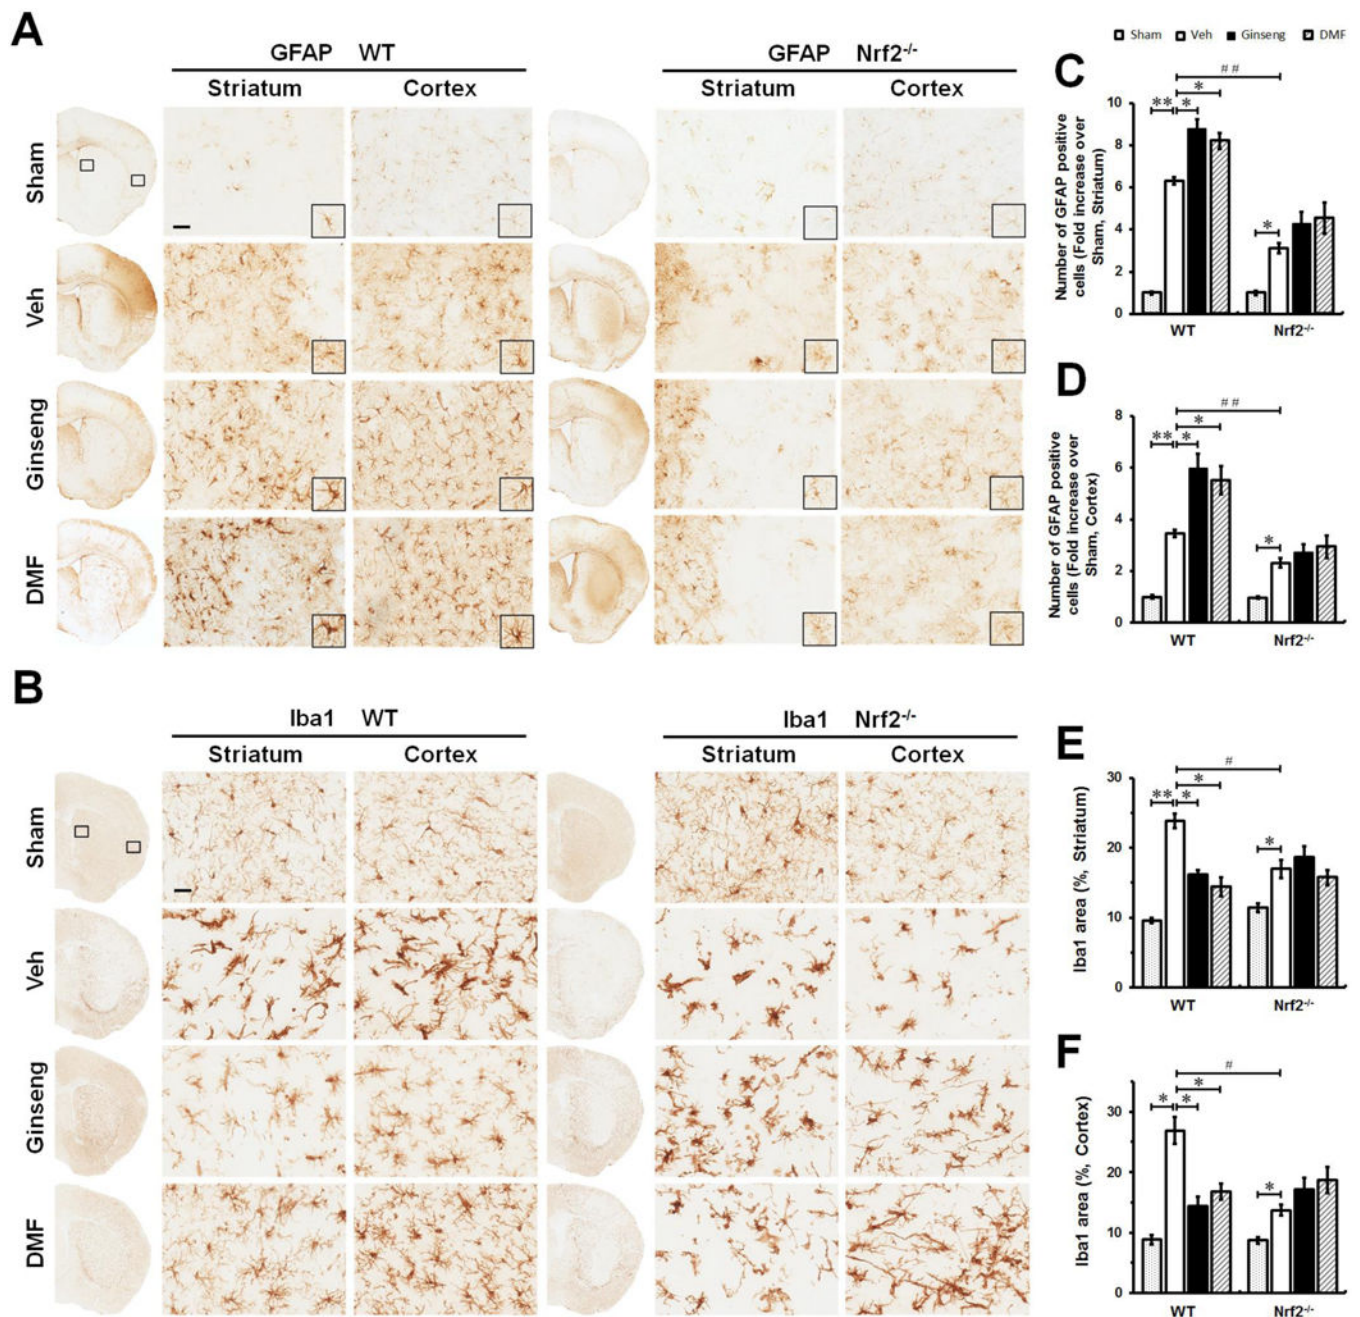 A
GFAP WT
GFAP Nrf2-/-
Striatum Cortex
Striatum Cortex
Sham
Veh
Ginseng
DMF
B
Iba1 WT
Iba1 Nrf2-/-
Striatum Cortex
Striatum Cortex
Sham
Veh
Ginseng
DMF
Sham Veh Ginseng DMF
C
Number of GFAP positive
cells (Fold increase over
Sham, Striatum)
10
8
6
4
2
0
** * * ##
*
WT Nrf2-/-
D
Number of GFAP positive
cells (Fold increase over
Sham, Cortex)
8
6
4
2
0
** * * ##
*
WT Nrf2-/-
E
Iba1 area (%, Striatum)
30
20
10
0
** * * #
*
WT Nrf2-/-
F
Iba1 area (%, Cortex)
30
20
10
0
* * * #
*
WT Nrf2-/-